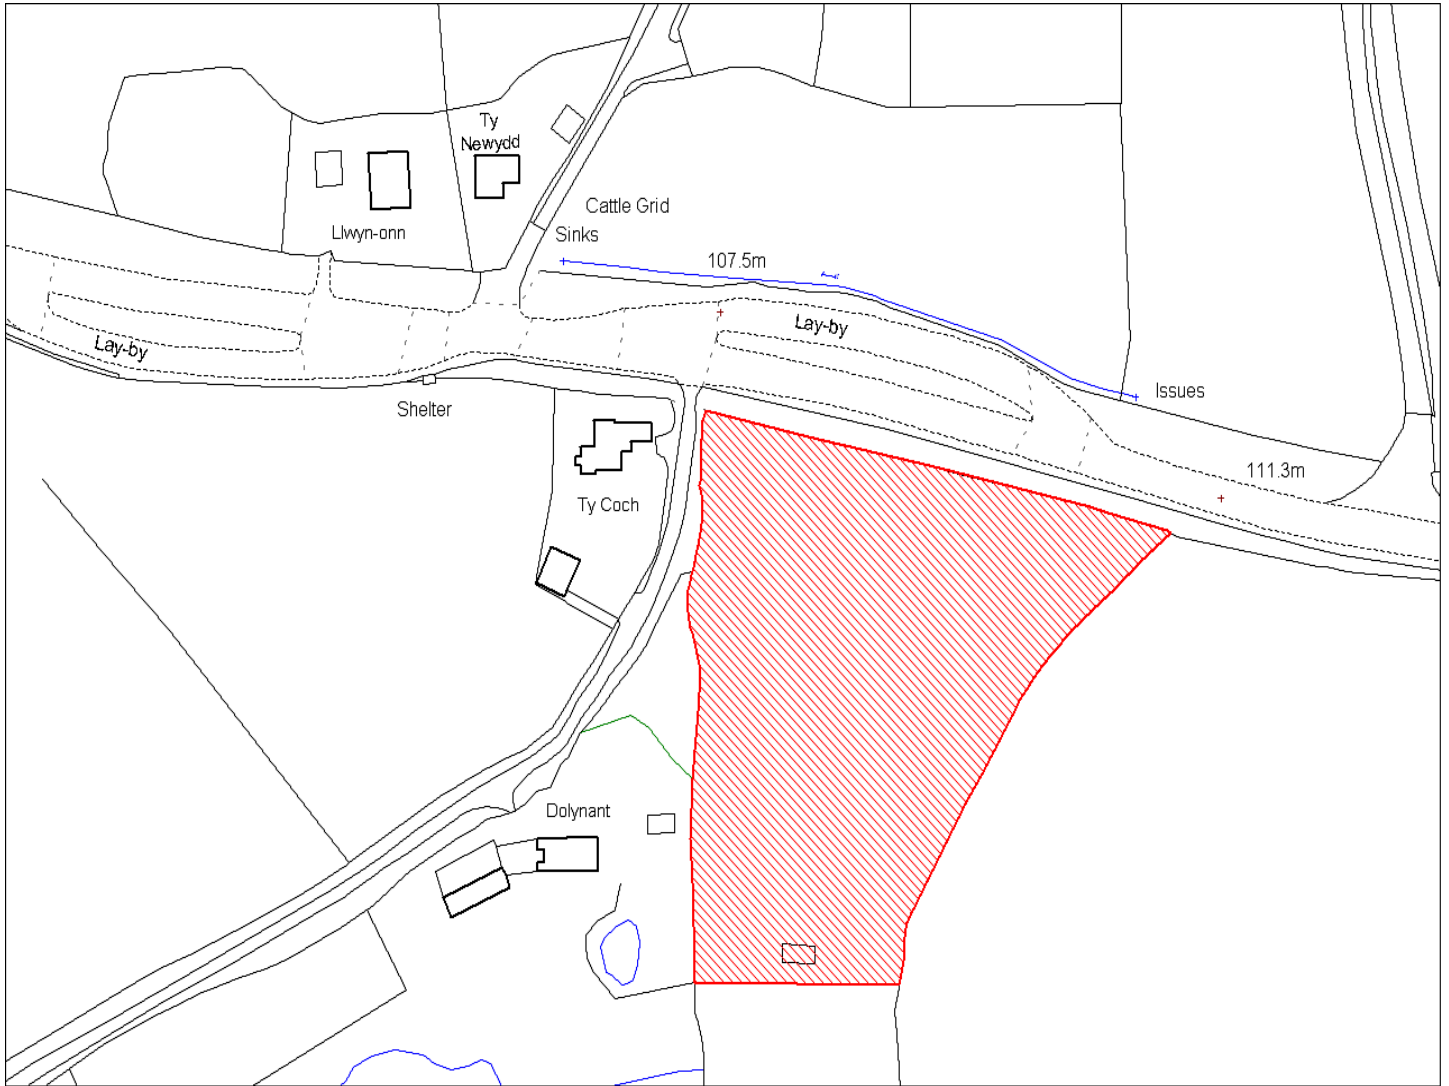 Ty
Newydd
Cattle Grid
Llwyn-onn
Sinks
107.5m
Lay-by
Lay-by
Issues
Shelter
111.3m
Ty Coch
Dolynant